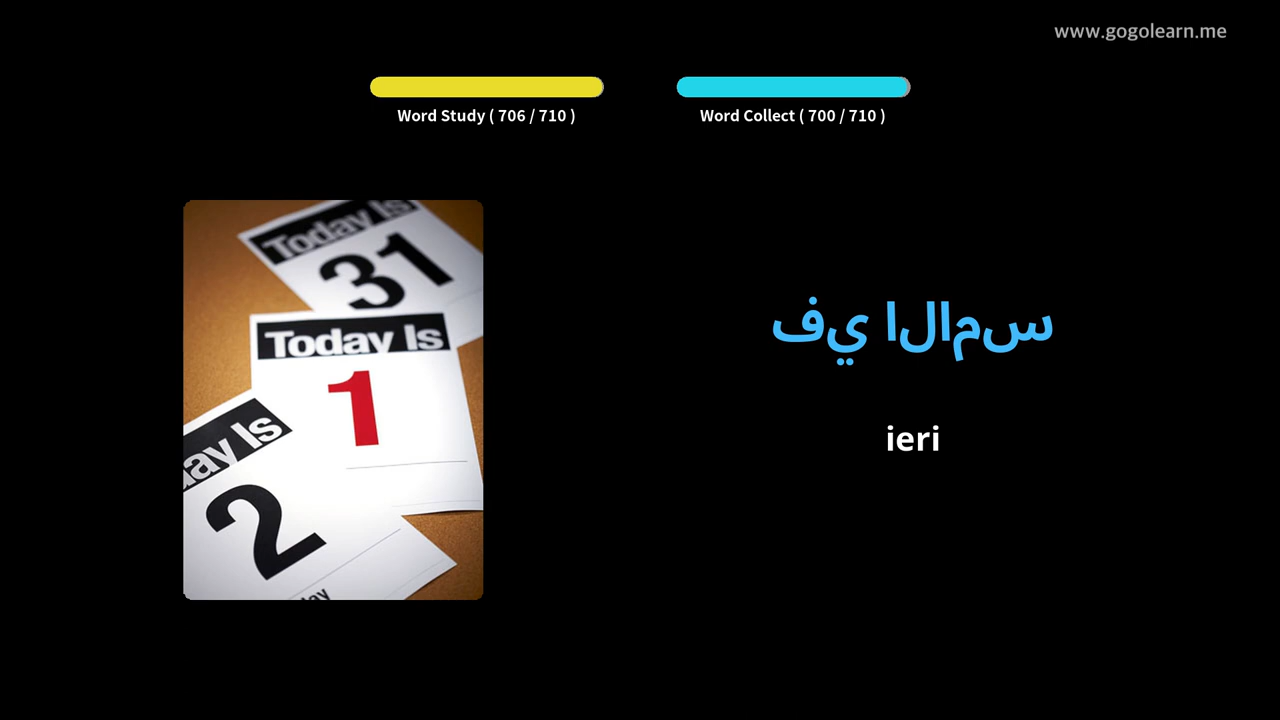 www.gogolearn.me
Word Study ( 706 / 710 )
Word Collect ( 700 / 710 )
Today Is
31
Today Is
1
ay Is
2
في الامس
ieri